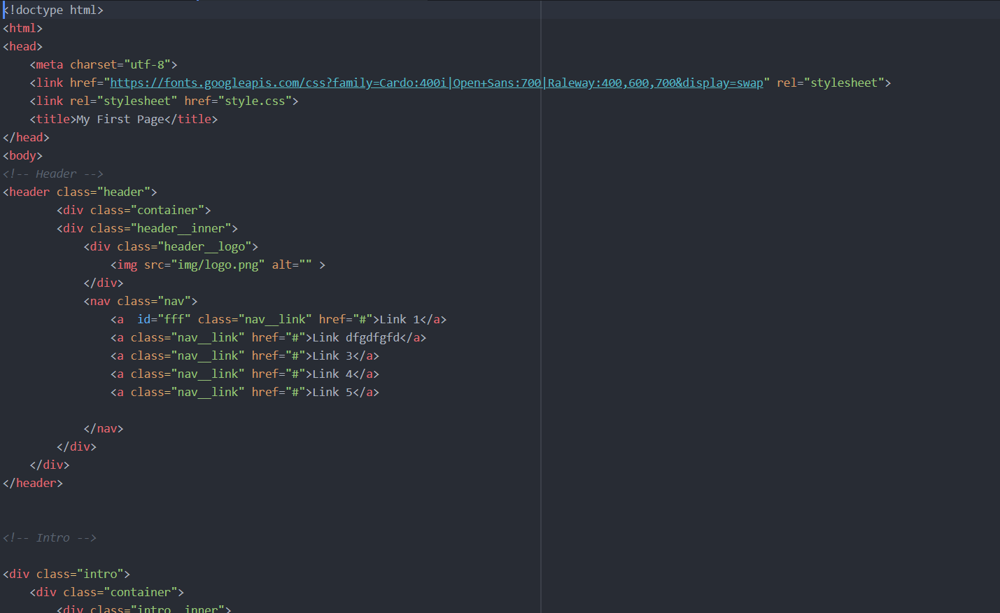 <!doctype html>
<html>
<head>
    <meta charset="utf-8">
    <link href="https://fonts.googleapis.com/css?family=Cardo:400i|Open+Sans:700|Raleway:400,600,700&display=swap" rel="stylesheet">
    <link rel="stylesheet" href="style.css">
    <title>My First Page</title>
</head>
<body>
<!-- Header -->
<header class="header">
        <div class="container">
        <div class="header__inner">
            <div class="header__logo">
                <img src="img/logo.png" alt="" >
            </div>
            <nav class="nav">
                <a  id="fff" class="nav__link" href="#">Link 1</a>
                <a class="nav__link" href="#">Link dfgdfgfd</a>
                <a class="nav__link" href="#">Link 3</a>
                <a class="nav__link" href="#">Link 4</a>
                <a class="nav__link" href="#">Link 5</a>

            </nav>
        </div>
    </div>
</header>


<!-- Intro -->

<div class="intro">
    <div class="container">
        <div class="intro__inner">